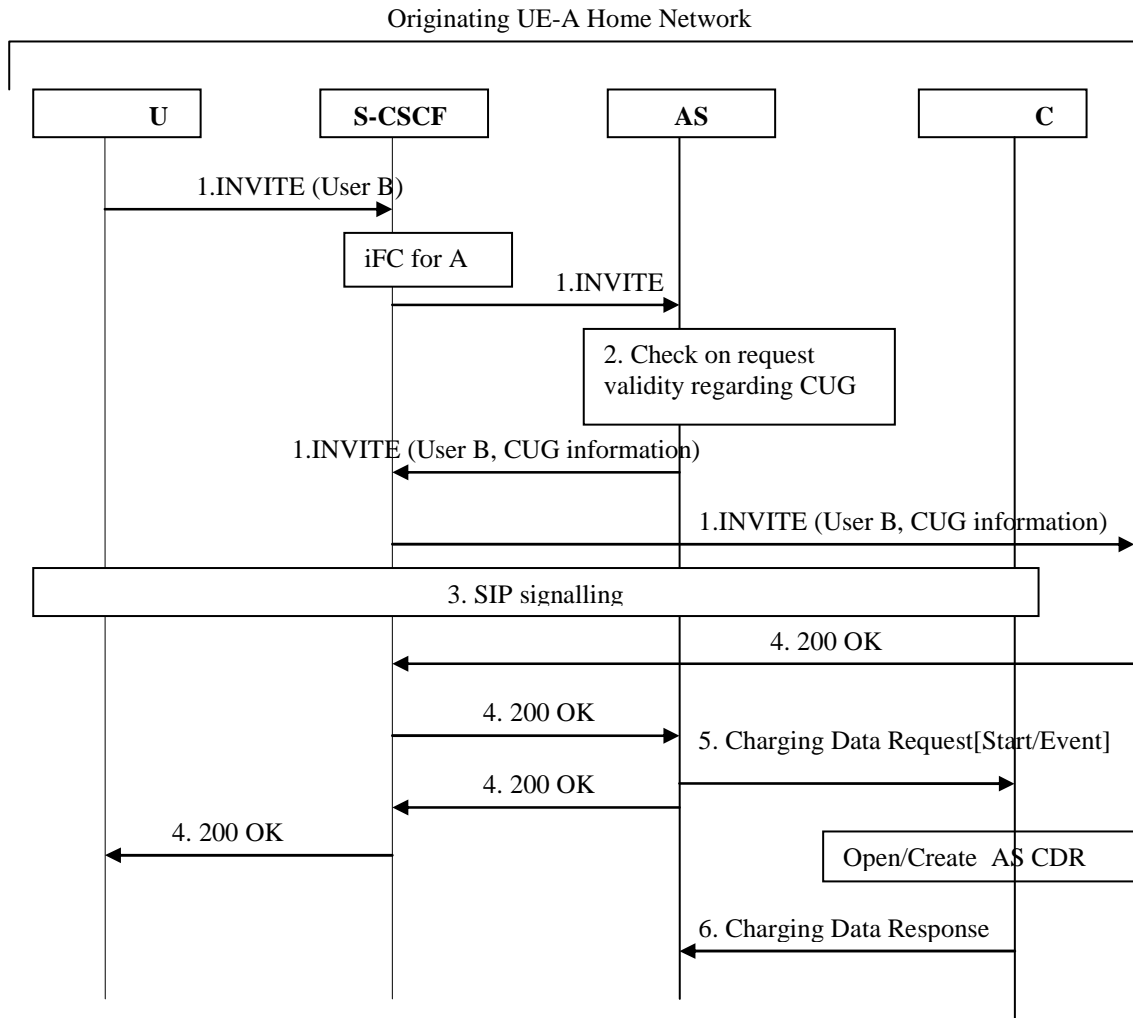 Originating UE-A Home Network
U
S-CSCF
AS
C
1.INVITE (User B)
iFC for A
1.INVITE
2. Check on request
validity regarding CUG
1.INVITE (User B, CUG information)
1.INVITE (User B, CUG information)
3. SIP signalling
4. 200 OK
4. 200 OK
5. Charging Data Request[Start/Event]
4. 200 OK
4. 200 OK
Open/Create AS CDR
6. Charging Data Response